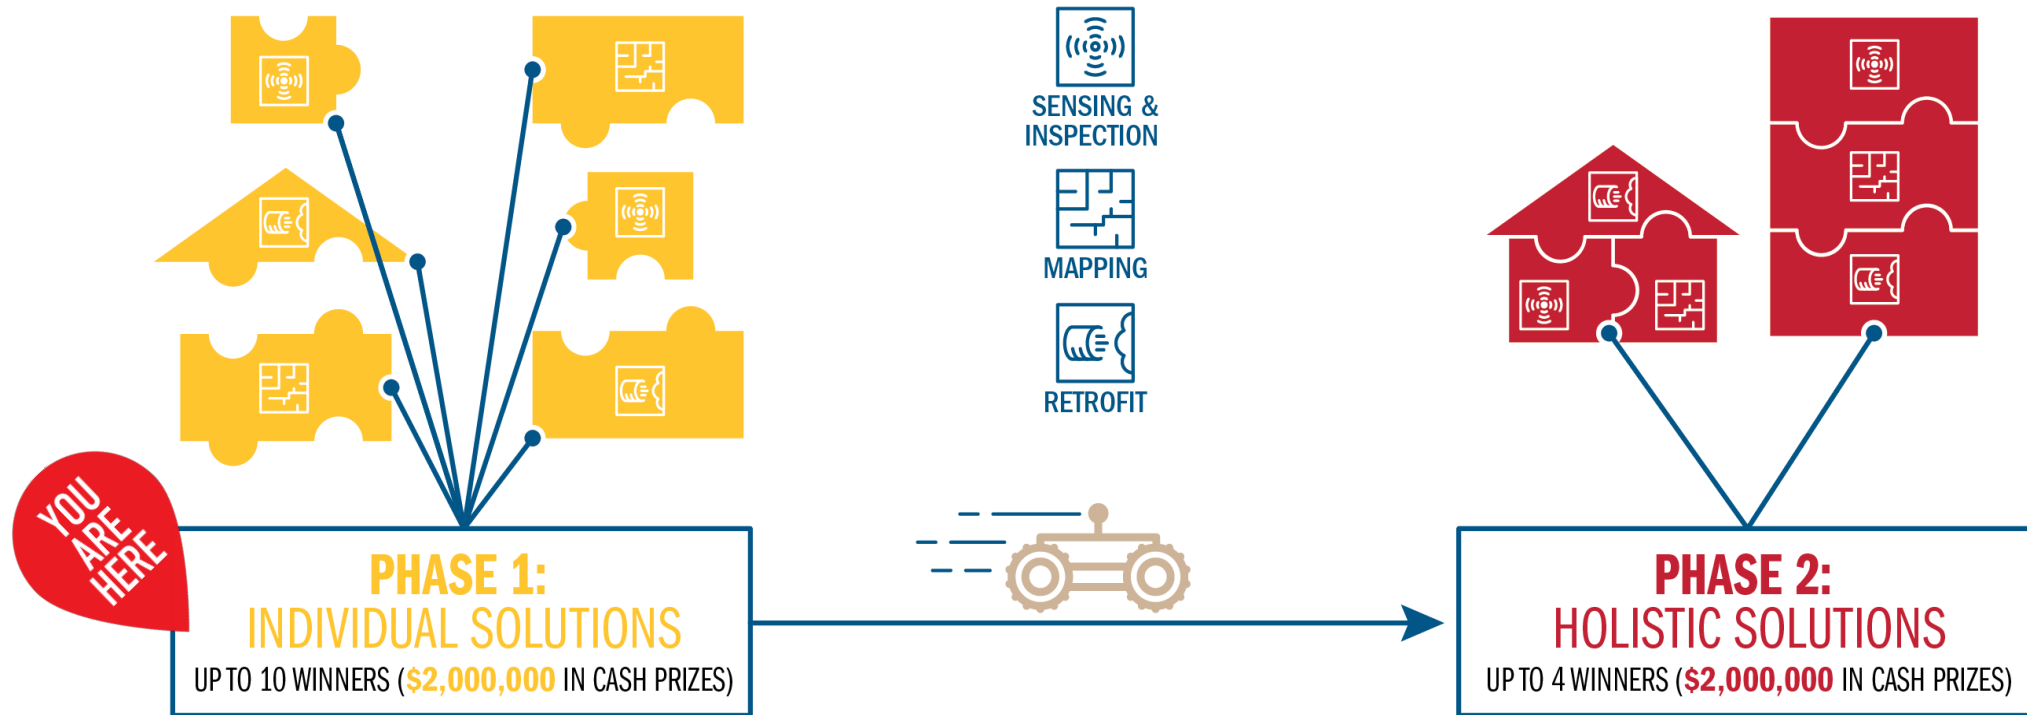 SENSING &
INSPECTION
MAPPING
RETROFIT
YOU
ARE
HERE
PHASE 1:
INDIVIDUAL SOLUTIONS
UP TO 10 WINNERS ($2,000,000 IN CASH PRIZES)
PHASE 2:
HOLISTIC SOLUTIONS
UP TO 4 WINNERS ($2,000,000 IN CASH PRIZES)